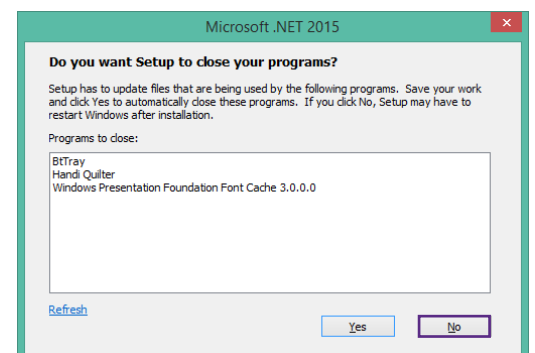 Microsoft .NET 2015
Do you want Setup to close your programs?
Setup has to update files that are being used by the following programs. Save your work
and click Yes to automatically close these programs. If you click No, Setup may have to
restart Windows after installation.
Programs to close:
BtTray
Handi Quilter
Windows Presentation Foundation Font Cache 3.0.0.0
Refresh
Yes No